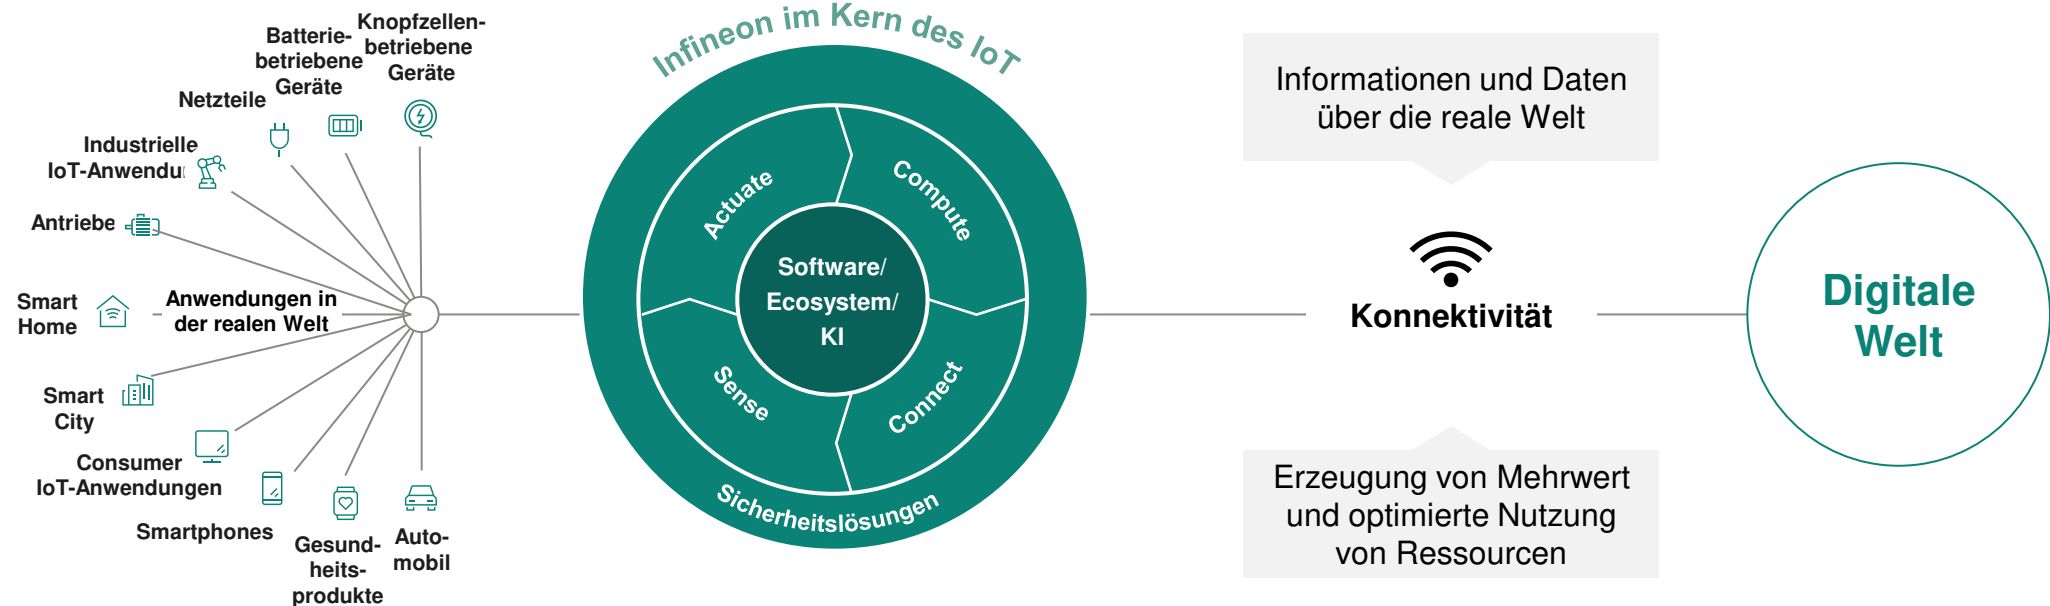 Knopfzellen-
betriebene
Geräte
Batterie-
betriebene
Geräte
Netzteile
Industrielle
IoT-Anwendu
Antriebe
Smart
Home
Anwendungen in
der realen Welt
Smart
City
Consumer
IoT-Anwendungen
Smartphones
Gesund-
heits-
produkte
Auto-
mobil
Infineon im Kern des IoT
Actuate
Compute
Software/
Ecosystem/
KI
Sense
Connect
Sicherheitslösungen
Informationen und Daten
über die reale Welt
Konnektivität
Erzeugung von Mehrwert
und optimierte Nutzung
von Ressourcen
Digitale
Welt